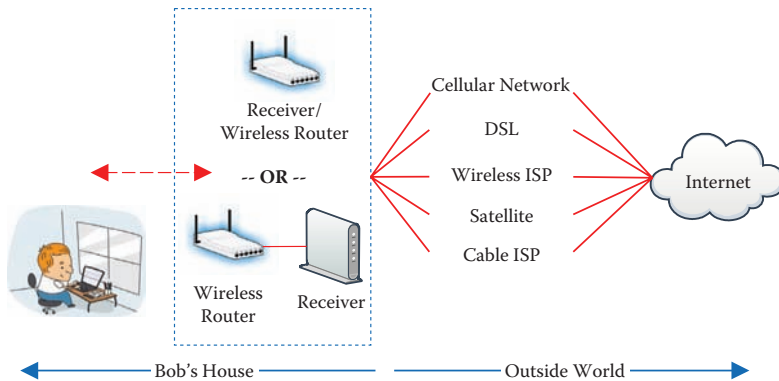 Receiver/
Wireless Router
-- OR --
Wireless
Router
Receiver
Cellular Network
DSL
Wireless ISP
Satellite
Cable ISP
Internet
Bob's House
Outside World